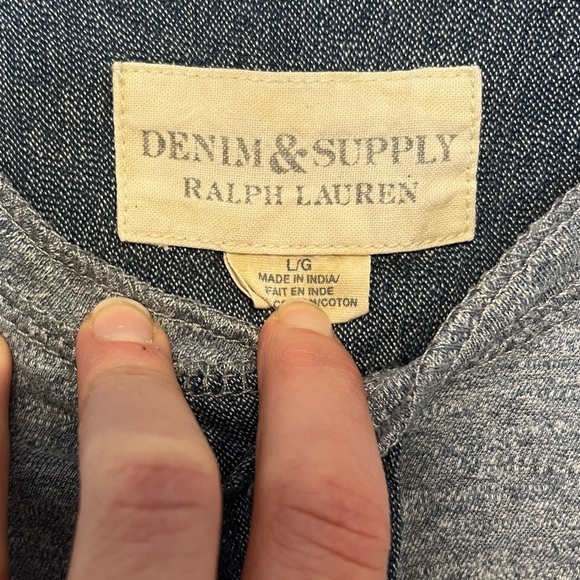 DENIM & SUPPLY
RALPH LAUREN
L/G
MADE IN INDIA/
FAIT EN INDE
/COTON